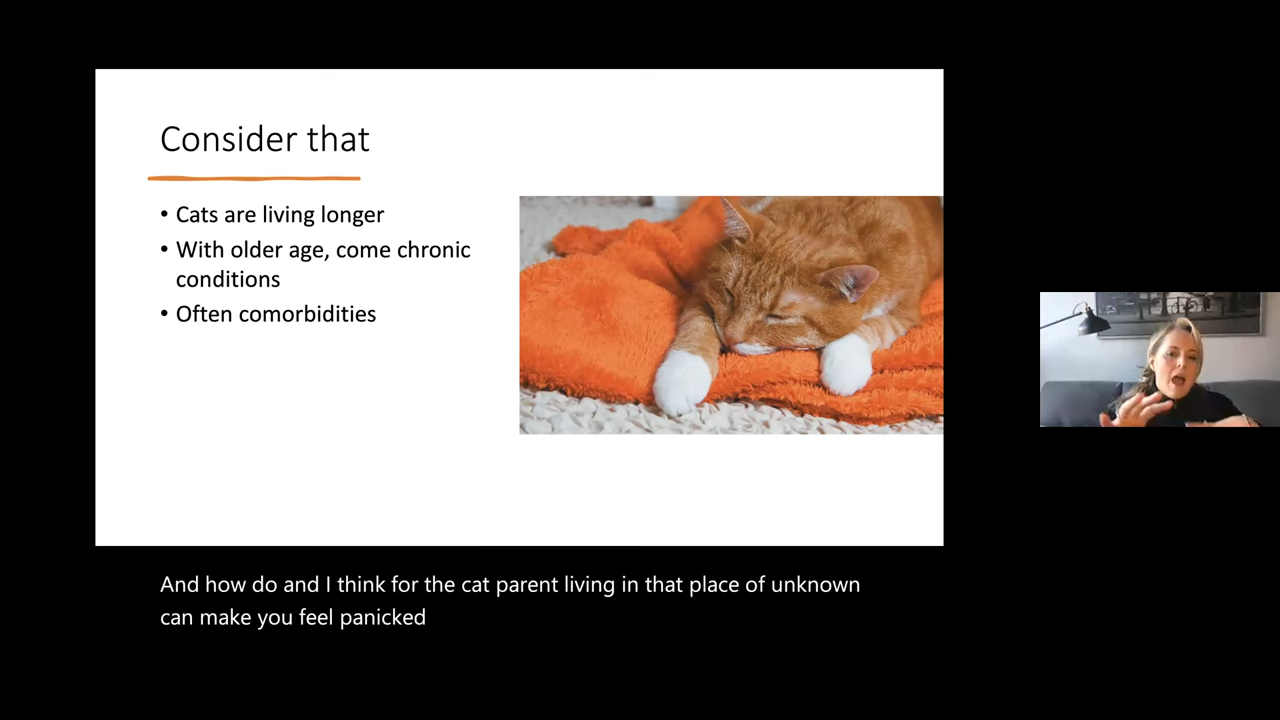 Consider that
• Cats are living longer
• With older age, come chronic
conditions
• Often comorbidities
And how do and I think for the cat parent living in that place of unknown
can make you feel panicked